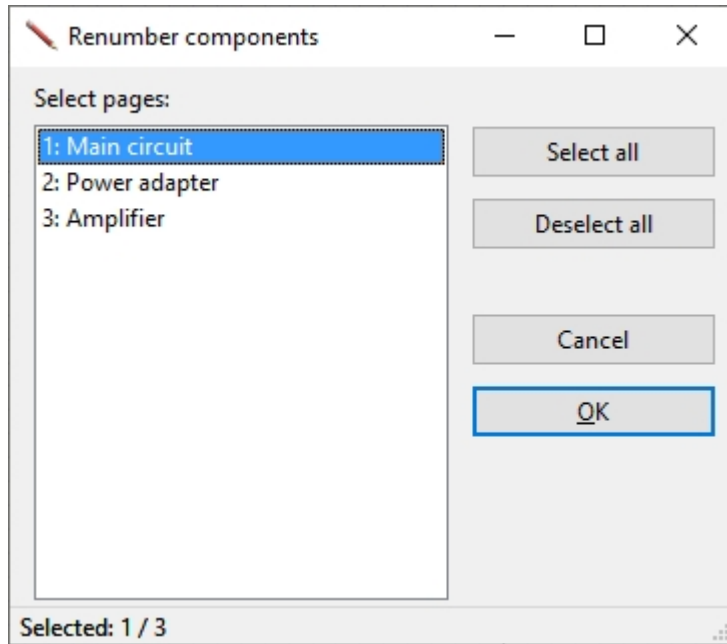 Renumber components
Select pages:
1: Main circuit
2: Power adapter
3: Amplifier
Select all
Deselect all
Cancel
OK
Selected: 1 / 3